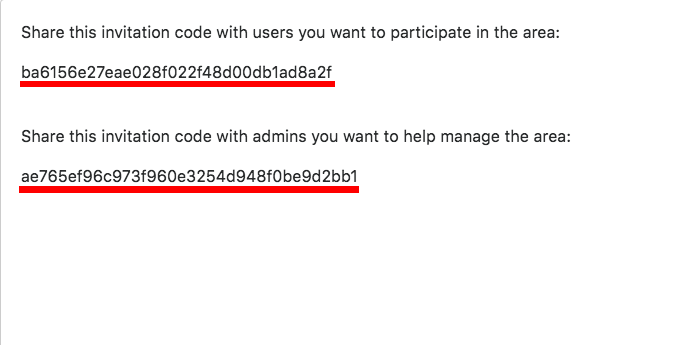 Share this invitation code with users you want to participate in the area:
ba6156e27eae028f022f48d00db1ad8a2f
Share this invitation code with admins you want to help manage the area:
ae765ef96c973f960e3254d948f0be9d2bb1